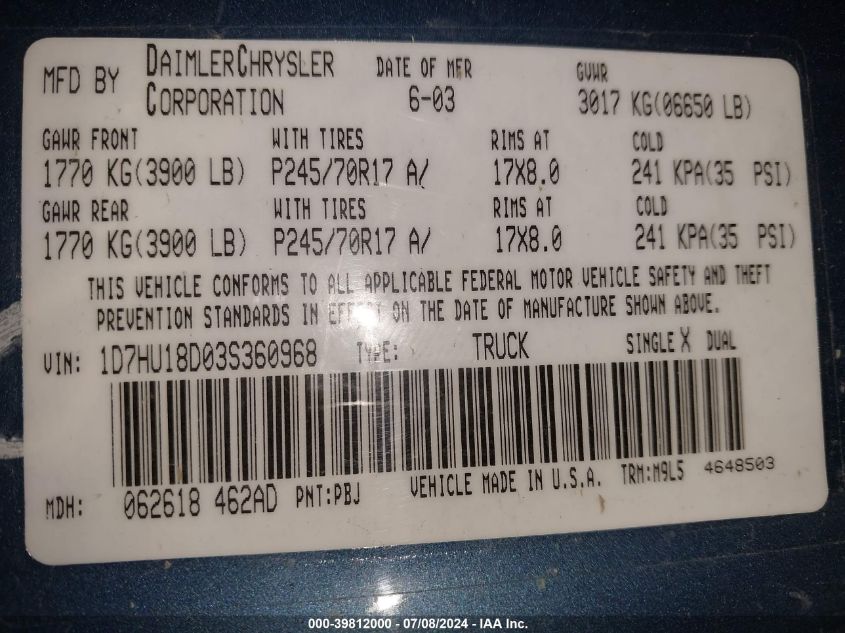 MFD BY DAIMLERCHRYSLER CORPORATION DATE OF MFR 6-03 GVWR 3017 KG(06650 LB)
GAWR FRONT WITH TIRES RIMS AT COLD
1770 KG(3900 LB) P245/70R17 A/ 17X8.0 241 KPA(35 PSI)
GAWR REAR WITH TIRES RIMS AT COLD
1770 KG(3900 LB) P245/70R17 A/ 17X8.0 241 KPA(35 PSI)
THIS VEHICLE CONFORMS TO ALL APPLICABLE FEDERAL MOTOR VEHICLE SAFETY AND THEFT
PREVENTION STANDARDS IN EFFECT ON THE DATE OF MANUFACTURE SHOWN ABOVE.
VIN: 1D7HU18D03S360968 TYPE: TRUCK SINGLE X DUAL
MDH: 062618 462AD PNT:PBJ VEHICLE MADE IN U.S.A. TRM:M9L5 4648503
000-39812000 - 07/08/2024 - IAA Inc.